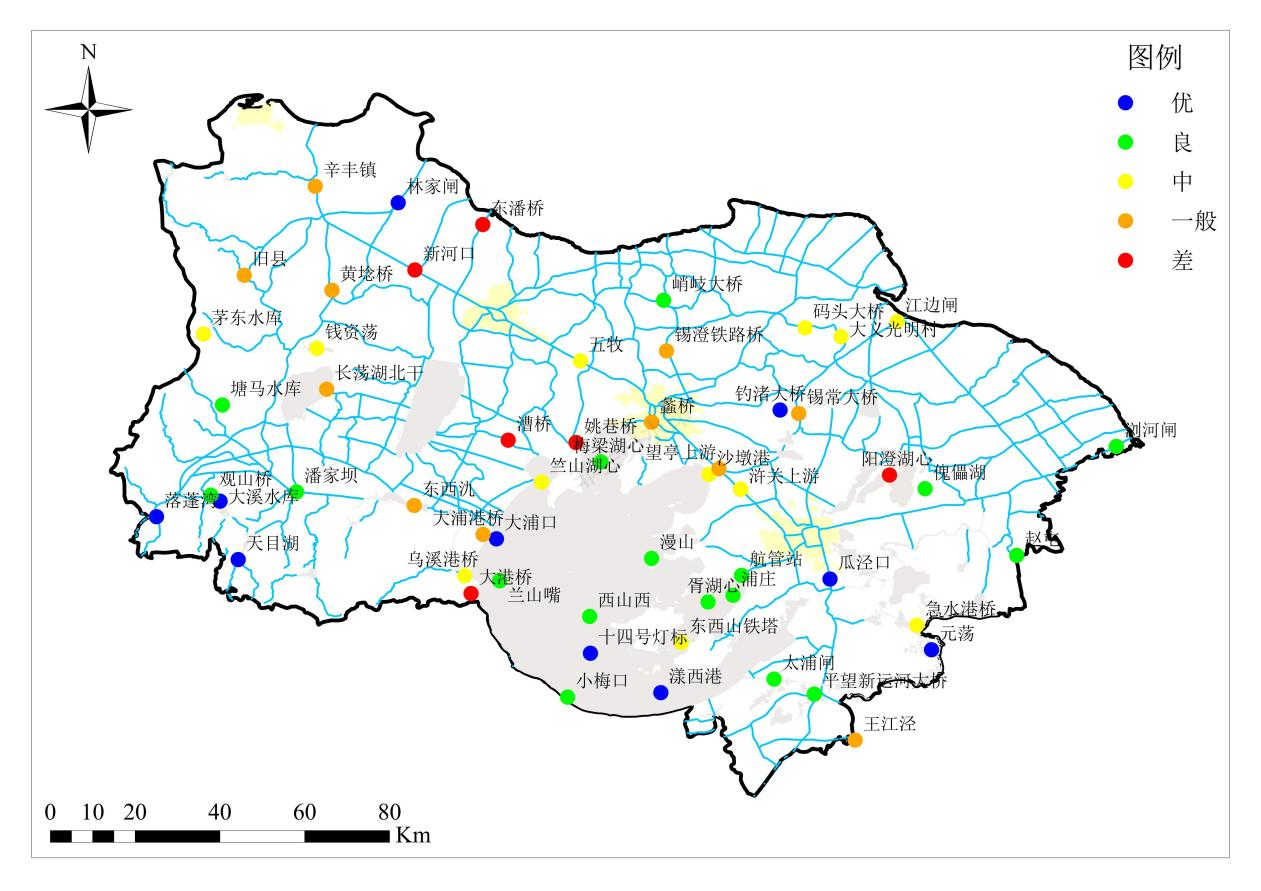 N
图例
优
良
中
一般
差
辛丰镇
林家闸
东潘桥
新河口
旧县
黄埝桥
峭岐大桥
码头大桥
江边闸
大义光明村
茅东水库
钱资荡
五牧
锡澄铁路桥
长荡湖北干
塘马水库
钓渚大桥
锡常大桥
蠡桥
漕桥
姚巷桥
浏河闸
梅梁湖心
望亭上游
沙墩港
阳澄湖心
傀儡湖
竺山湖心
浒关上游
观山桥
潘家坝
落蓬湾
大溪水库
东西氿
大浦港桥
大浦口
天目湖
漫山
赵屯
乌溪港桥
航管站
瓜泾口
大港桥
胥湖心
浦庄
兰山嘴
西山西
急水港桥
十四号灯标
东西山铁塔
元荡
太浦闸
小梅口
漾西港
平望新运河大桥
王江泾
0 10 20 40 60 80
Km